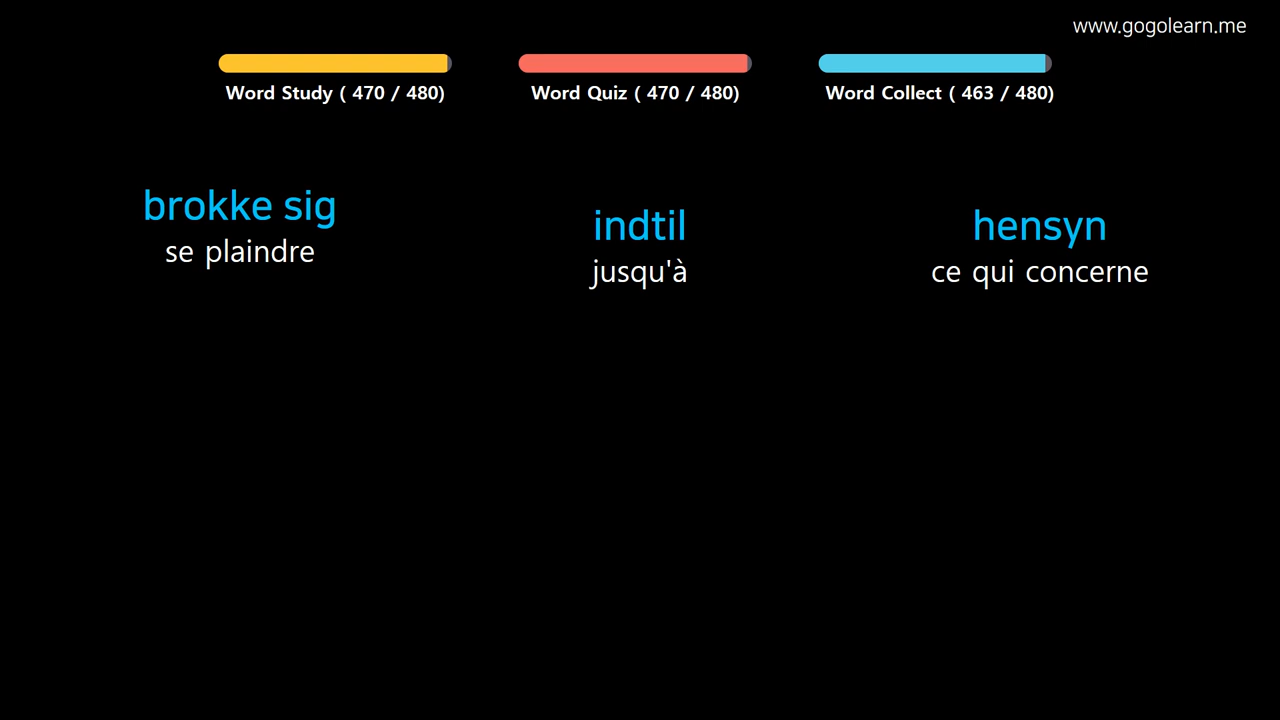 www.gogolearn.me
Word Study ( 470 / 480)
Word Quiz ( 470 / 480)
Word Collect ( 463 / 480)
brokke sig
se plaindre
indtil
jusqu'à
hensyn
ce qui concerne